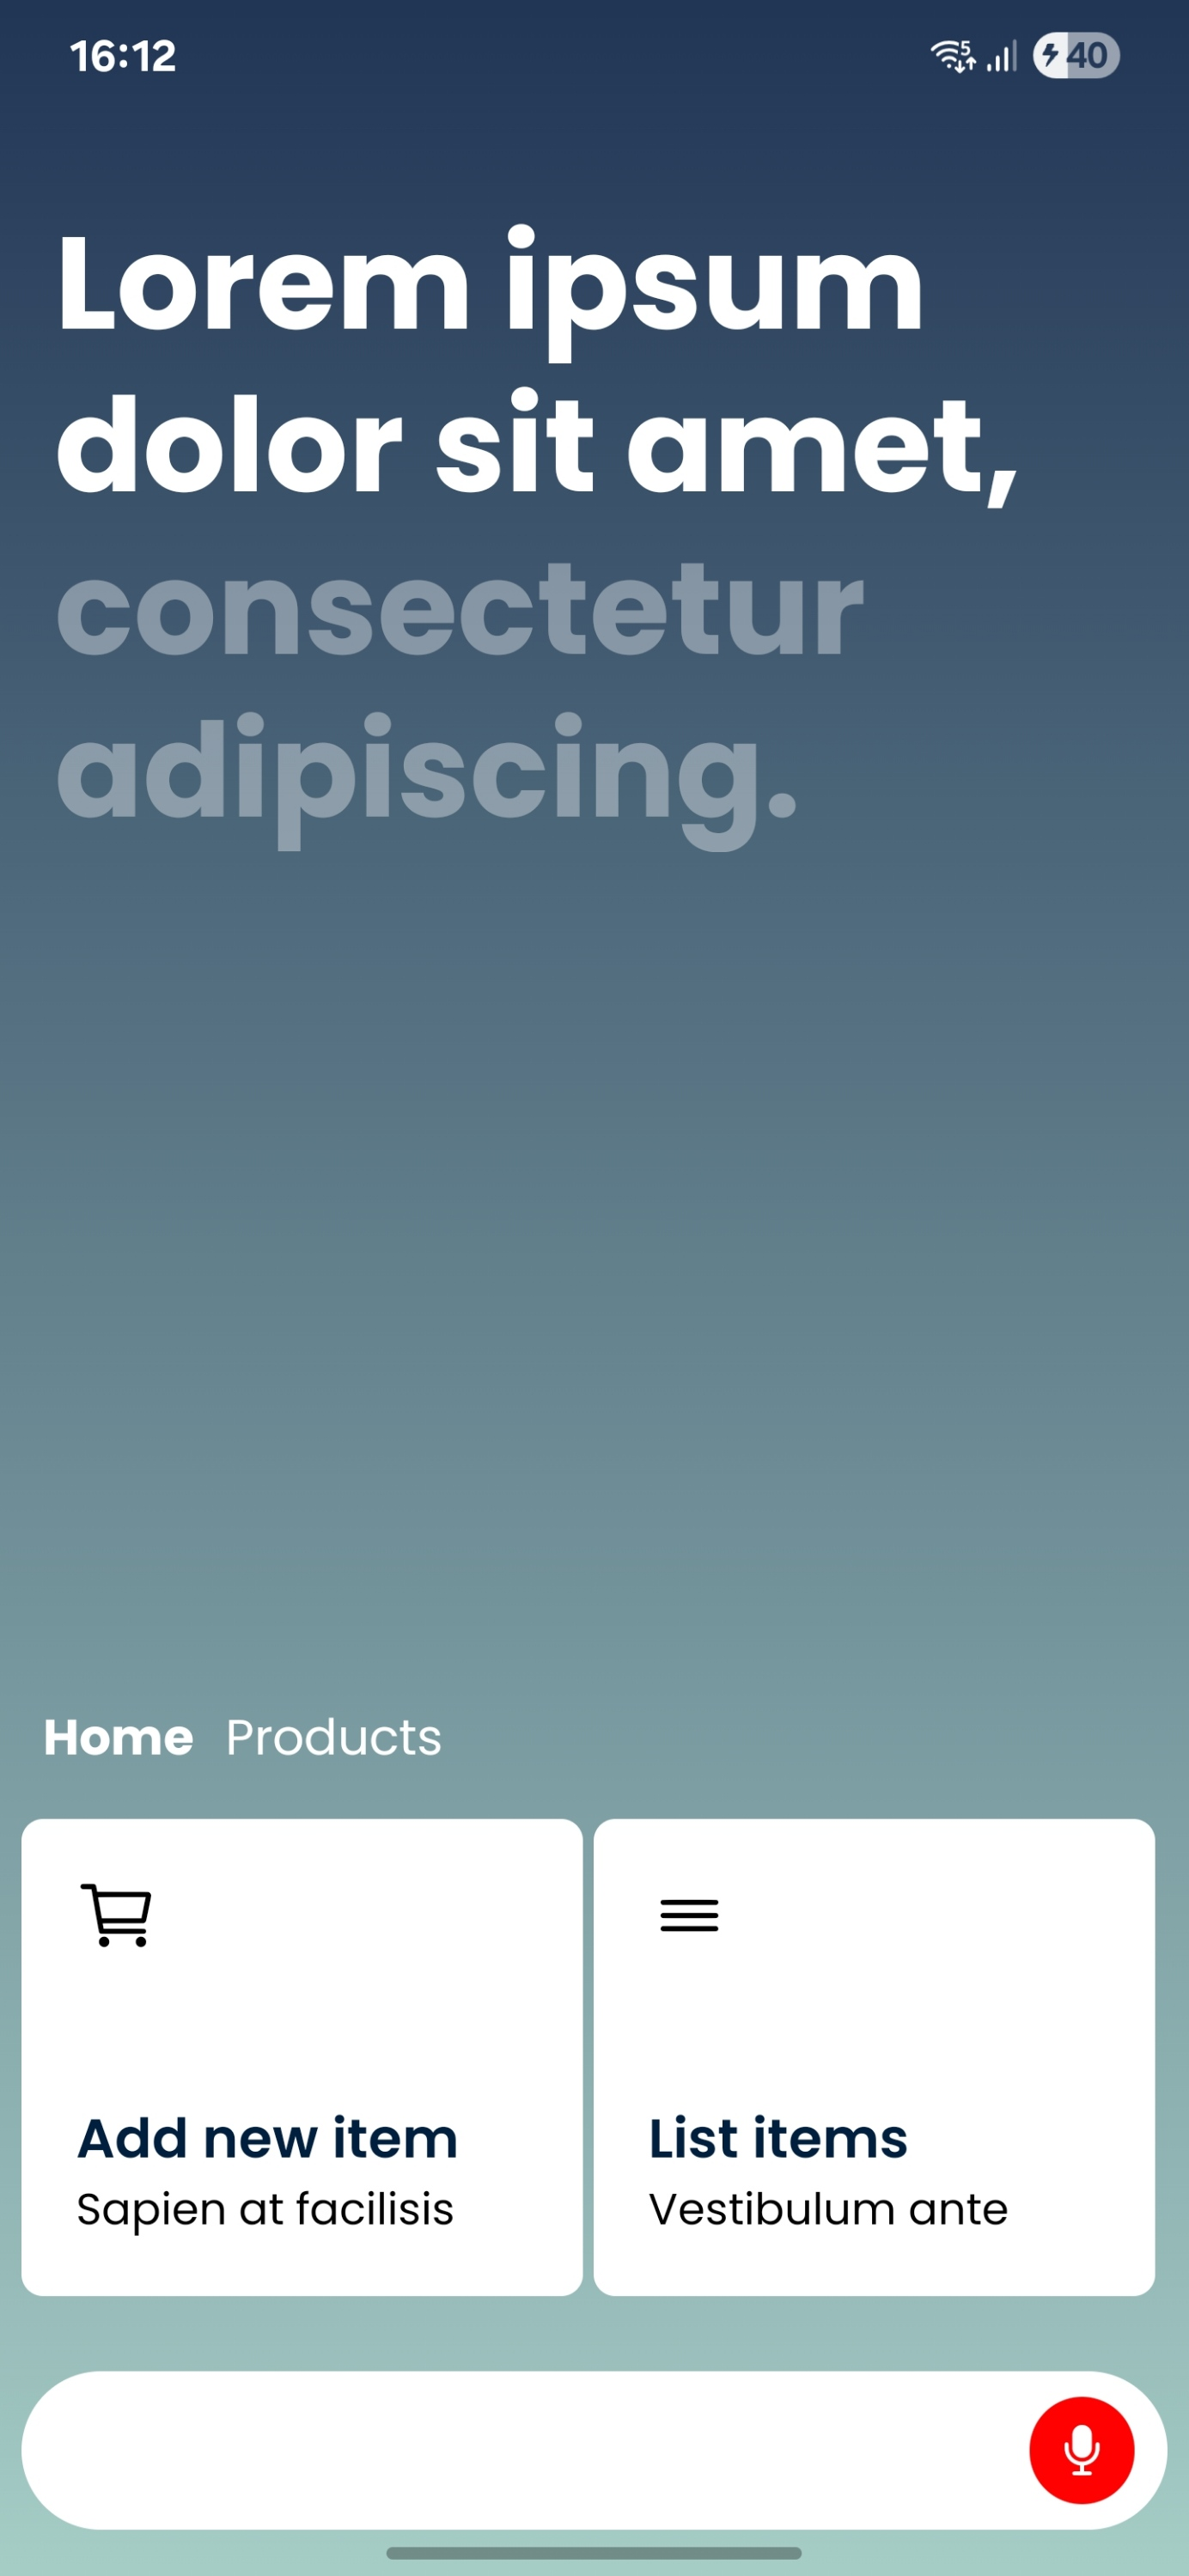 16:12
5
40
Lorem ipsum
dolor sit amet,
consectetur
adipiscing.
Home Products
Add new item
Sapien at facilisis
List items
Vestibulum ante